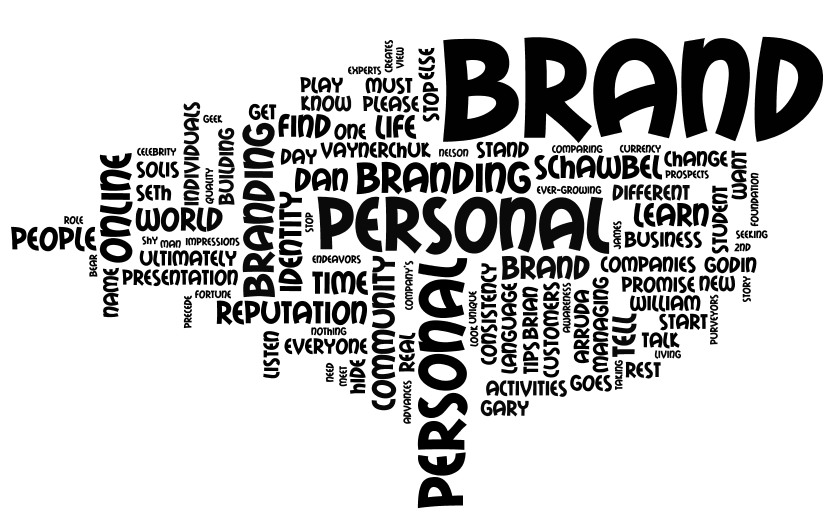 BRAND
EXPERTS
CREATES
VIEW
ELSE
STOP
PLAY
MUST
KNOW
PLEASE
GET
FIND
ONE
LIFE
INDIVIDUALS
GEEK
QUALITY
BUILDING
BRANDING
DAY
VAYNERCHUK
NELSON
STAND
COMPARING
CURRENCY
CELEBRITY
SOLIS
SETH
ONLINE
WORLD
DAN
BRANDING
SCHAWBEL
CHANGE
PROSPECTS
WANT
EVER-GROWING
DIFFERENT
FOUNDATION
IDENTITY
STOP
PERSONAL
JAMES
LEARN
STUDENT
SEEKING
2ND
ROLE
PEOPLE
BEAR
SHY
MAN
IMPRESSIONS
ULTIMATELY
BUSINESS
NAME
PRESENTATION
ENDEAVORS
TIME
COMMUNITY
COMPANY'S
PERSONAL
BRAND
COMPANIES
GODIN
STORY
PRECEDE
FORTUNE
REPUTATION
LOOK
UNIQUE
CONSISTENCY
LANGUAGE
TIPS
BRIAN
CUSTOMERS
AWARENESS
ARRUDA
MANAGING
PROMISE
NEW
WILLIAM
PURVEYORS
START
TELL
TALK
LIVING
NOTHING
LISTEN
EVERYONE
REAL
NEED
MEET
HIDE
ADVANCES
TAKING
REST
ACTIVITIES
GOES
GARY